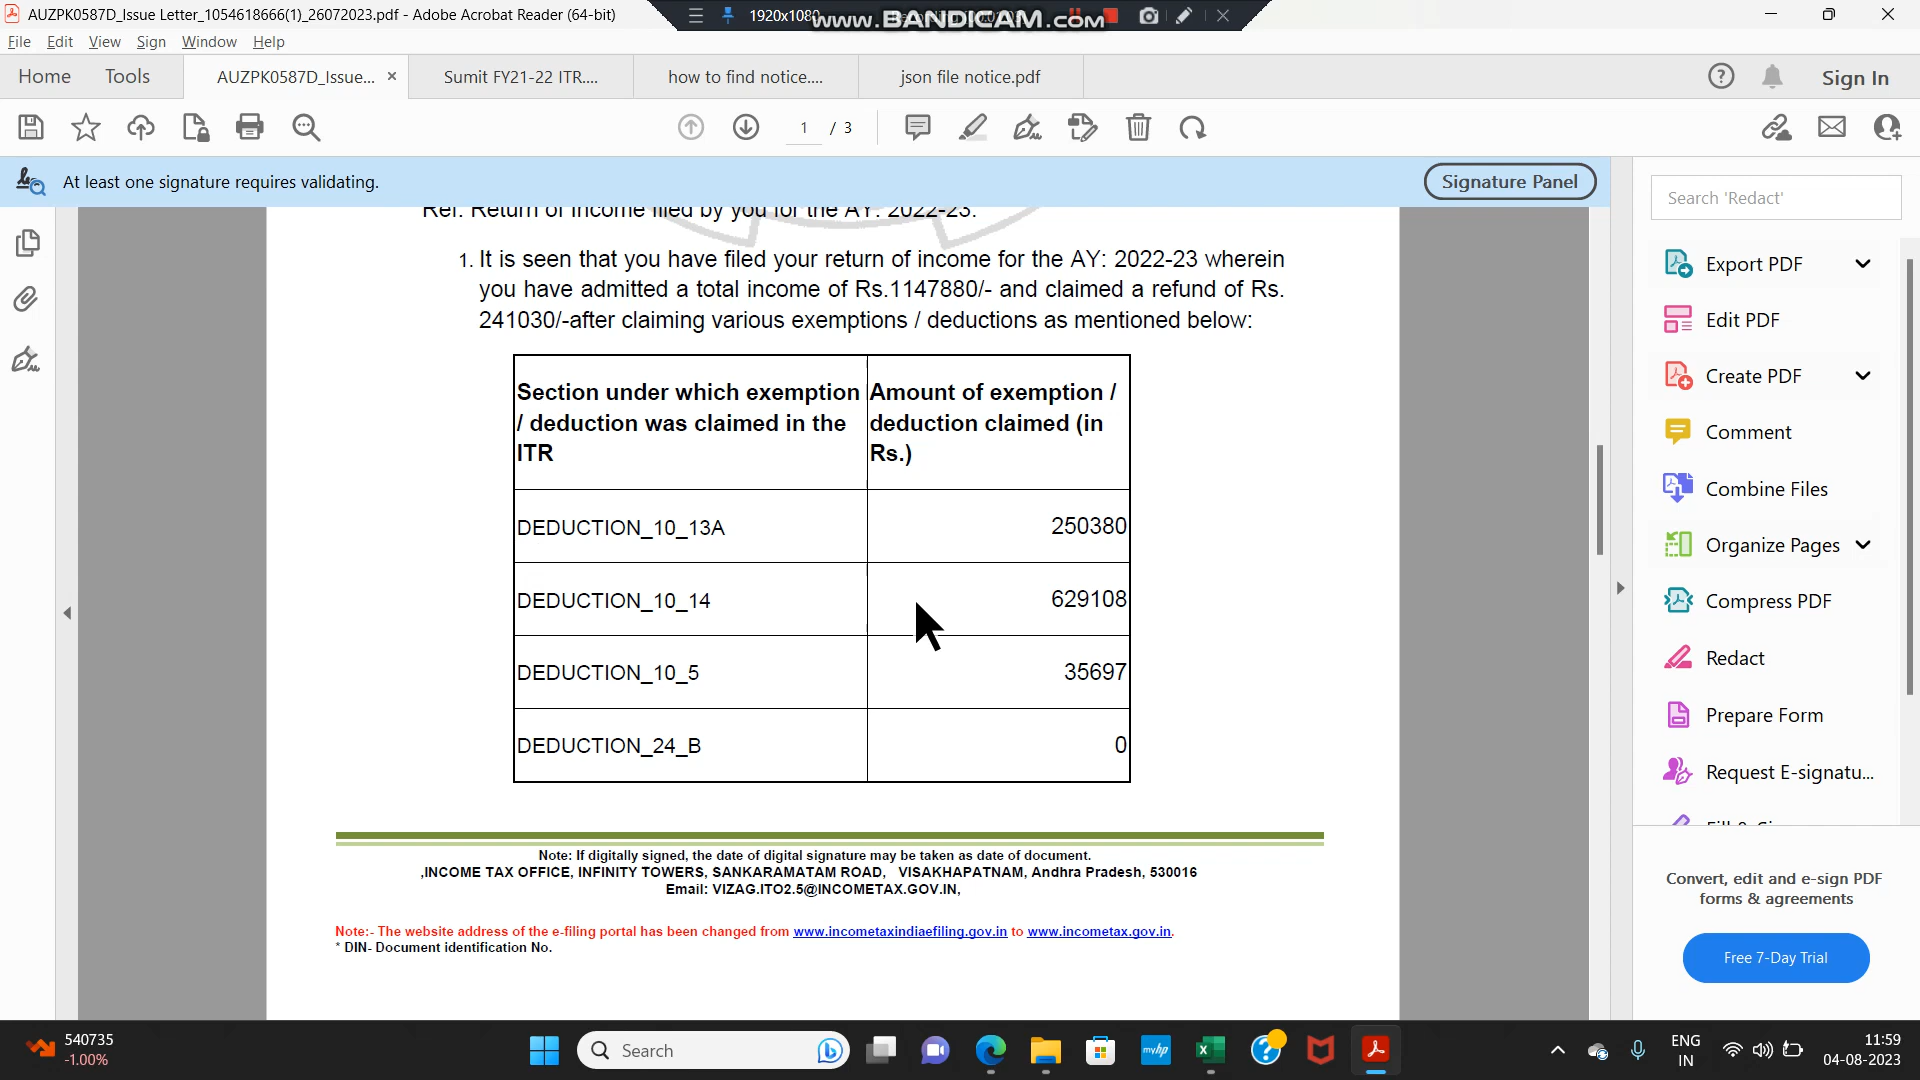 AUZPK0587D_Issue Letter_1054618666(1)_26072023.pdf - Adobe Acrobat Reader (64-bit)
1920x1080
www.BANDICAM.com
File Edit View Sign Window Help
Home Tools AUZPK0587D_Issue... × Sumit FY21-22 ITR.... how to find notice.... json file notice.pdf Sign In
1 / 3
At least one signature requires validating.
Signature Panel
Search 'Redact'
Ref: Return of Income filed by you for the AY: 2022-23.
1. It is seen that you have filed your return of income for the AY: 2022-23 wherein
you have admitted a total income of Rs.1147880/- and claimed a refund of Rs.
241030/-after claiming various exemptions / deductions as mentioned below:
Section under which exemption
/ deduction was claimed in the
ITR
Amount of exemption /
deduction claimed (in
Rs.)
DEDUCTION_10_13A 250380
DEDUCTION_10_14 629108
DEDUCTION_10_5 35697
DEDUCTION_24_B 0
Note: If digitally signed, the date of digital signature may be taken as date of document.
,INCOME TAX OFFICE, INFINITY TOWERS, SANKARAMATAM ROAD, VISAKHAPATNAM, Andhra Pradesh, 530016
Email: VIZAG.ITO2.5@INCOMETAX.GOV.IN,
Note:- The website address of the e-filing portal has been changed from www.incometaxindiaefiling.gov.in to www.incometax.gov.in.
* DIN- Document identification No.
Export PDF
Edit PDF
Create PDF
Comment
Combine Files
Organize Pages
Compress PDF
Redact
Prepare Form
Request E-signatu...
Convert, edit and e-sign PDF
forms & agreements
Free 7-Day Trial
540735
-1.00%
Search
myhp
ENG
IN
11:59
04-08-2023